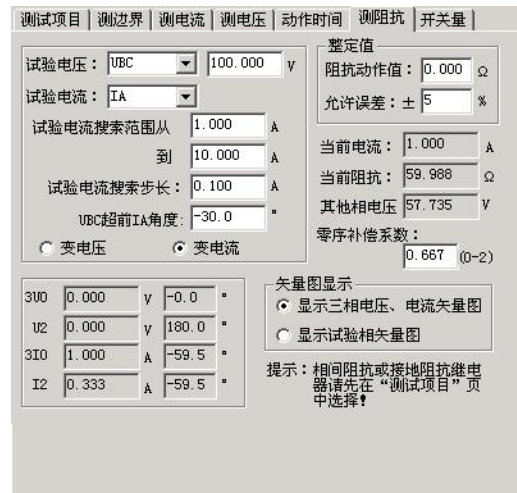 测试项目 测边界 测电流 测电压 动作时间 测阻抗 开关量
试验电压： UBC 100.000 V
试验电流： IA
试验电流搜索范围从 1.000 A
到 10.000 A
试验电流搜索步长： 0.100 A
UBC超前IA角度： -30.0 °
变电压 变电流
整定值
阻抗动作值： 0.000 Ω
允许误差：± 5 %
当前电流： 1.000 A
当前阻抗： 59.988 Ω
其他相电压 57.735 V
零序补偿系数：
0.667 (0-2)
3U0 0.000 V -0.0 °
U2 0.000 V 180.0 °
3I0 1.000 A -59.5 °
I2 0.333 A -59.5 °
矢量图显示
显示三相电压、电流矢量图
显示试验相矢量图
提示：相间阻抗或接地阻抗继电
器请先在“测试项目”页
中选择！